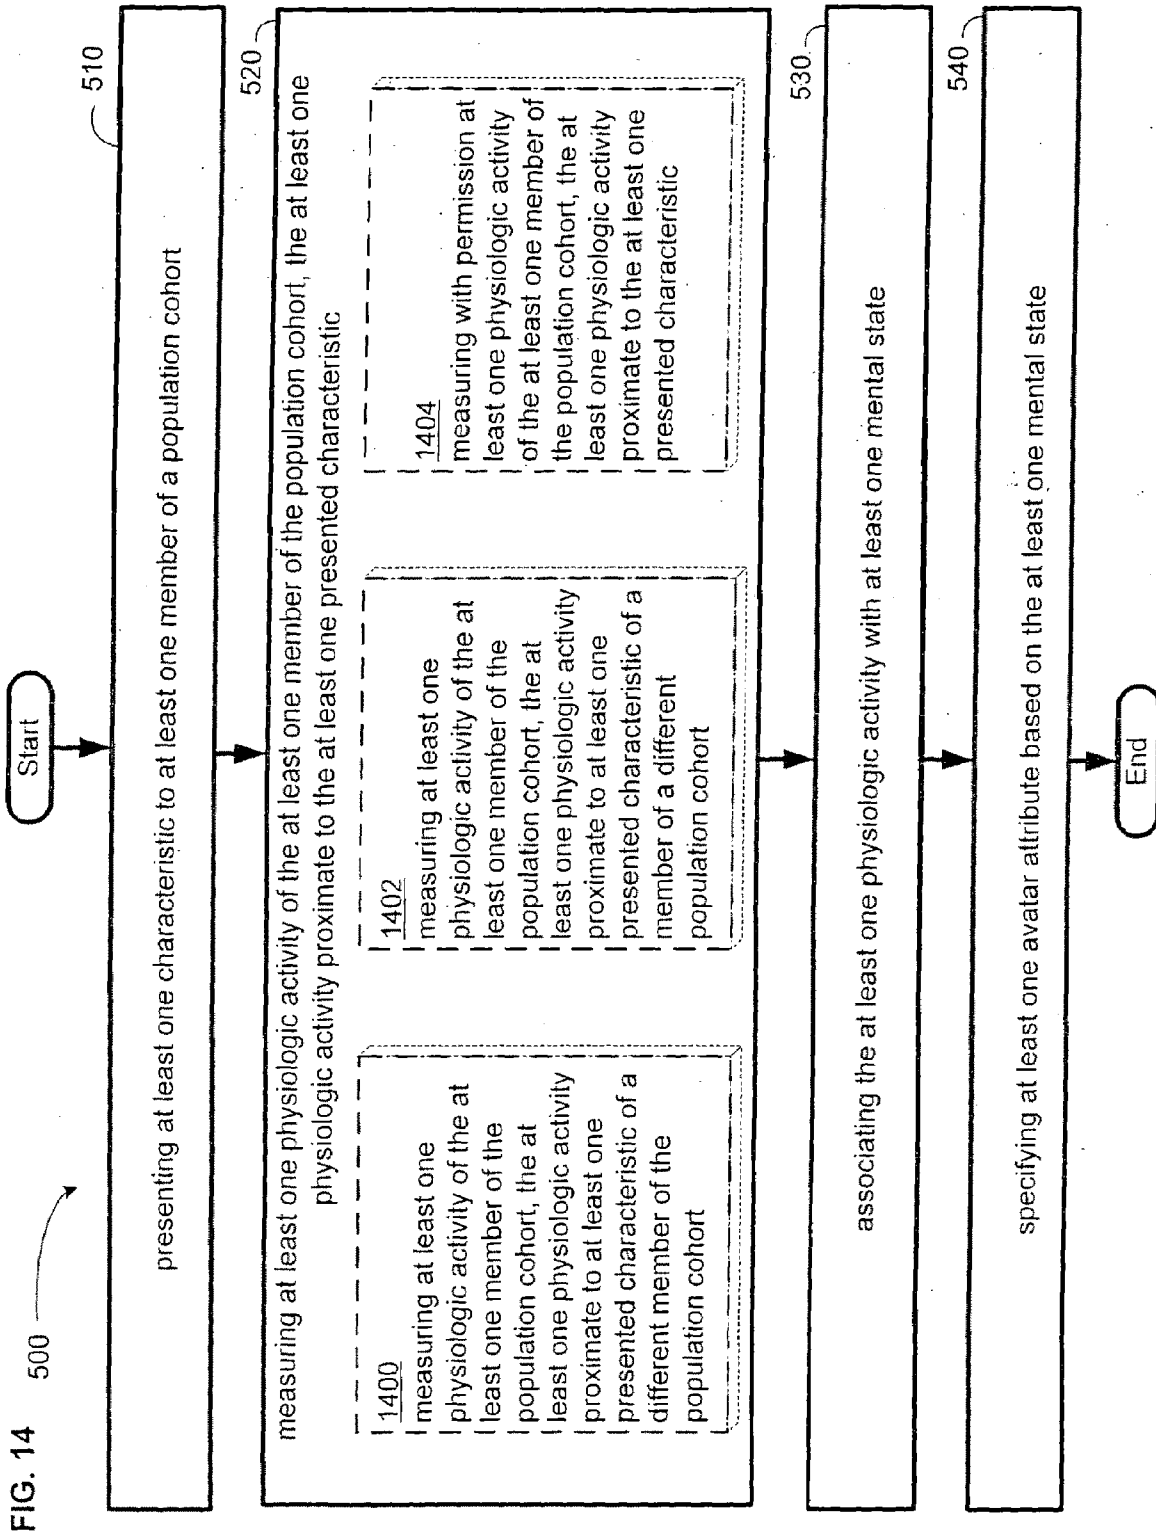 FIG. 14
500
Start
510
presenting at least one characteristic to at least one member of a population cohort
520
measuring at least one physiologic activity of the at least one member of the population cohort, the at least one
physiologic activity proximate to the at least one presented characteristic
1400
measuring at least one
physiologic activity of the at
least one member of the
population cohort, the at
least one physiologic activity
proximate to at least one
presented characteristic of a
different member of the
population cohort
1402
measuring at least one
physiologic activity of the at
least one member of the
population cohort, the at
least one physiologic activity
proximate to at least one
presented characteristic of a
member of a different
population cohort
1404
measuring with permission at
least one physiologic activity
of the at least one member of
the population cohort, the at
least one physiologic activity
proximate to the at least one
presented characteristic
530
associating the at least one physiologic activity with at least one mental state
540
specifying at least one avatar attribute based on the at least one mental state
End